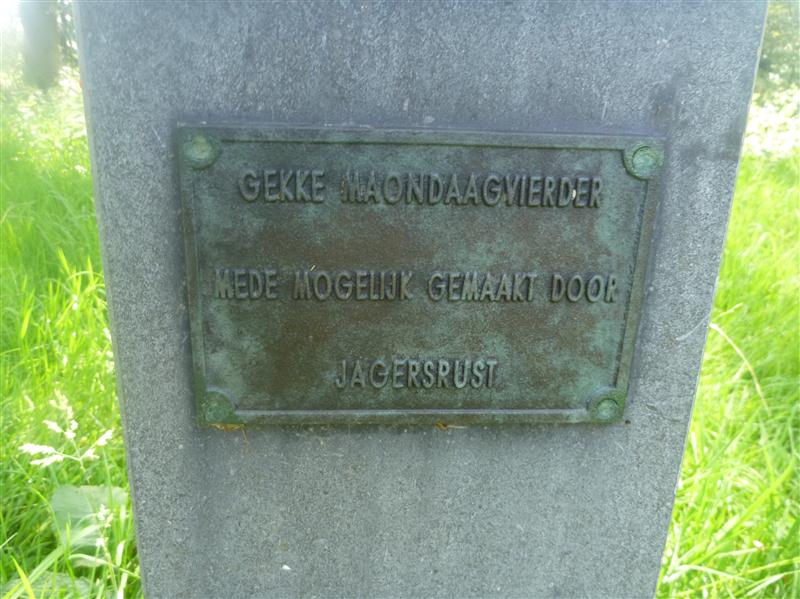 GEKKE MAONDAAGVIERDER
MEDE MOGELIJK GEMAAKT DOOR
JAGERSRUST